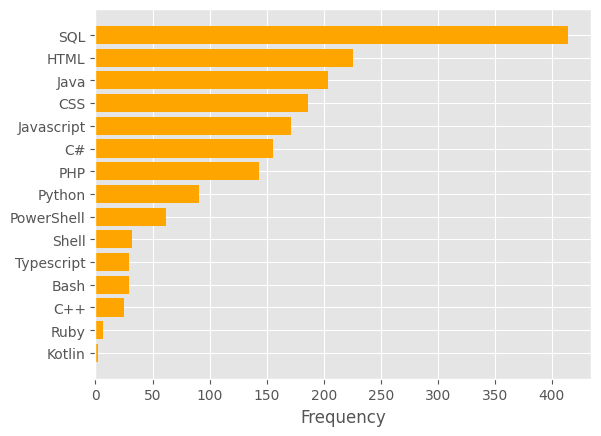 SQL
HTML
Java
CSS
Javascript
C#
PHP
Python
PowerShell
Shell
Typescript
Bash
C++
Ruby
Kotlin
0 50 100 150 200 250 300 350 400
Frequency